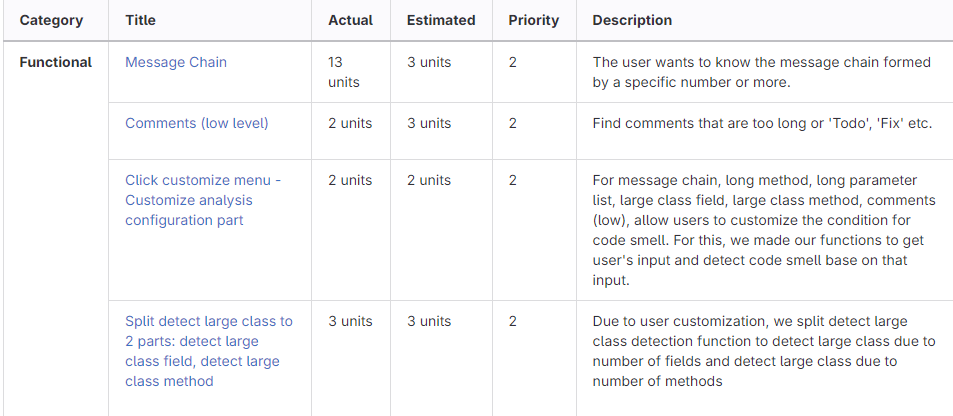 Category Title Actual Estimated Priority Description
Functional Message Chain 13 3 units 2 The user wants to know the message chain formed
units by a specific number or more.
Comments (low level) 2 units 3 units 2 Find comments that are too long or 'Todo', 'Fix' etc.
Click customize menu - 2 units 2 units 2 For message chain, long method, long parameter
Customize analysis list, large class field, large class method, comments
configuration part (low), allow users to customize the condition for
code smell. For this, we made our functions to get
user's input and detect code smell base on that
input.
Split detect large class to 3 units 3 units 2 Due to user customization, we split detect large
2 parts: detect large class detection function to detect large class due to
class field, detect large number of fields and detect large class due to
class method number of methods